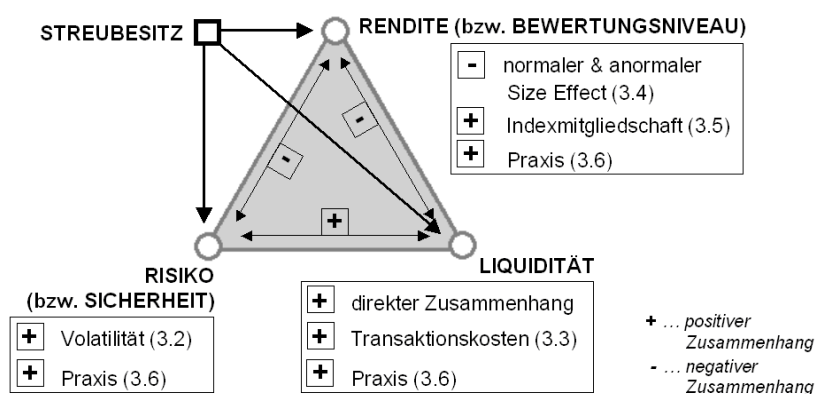 STREUBESITZ
RENDITE (bzw. BEWERTUNGSNIVEAU)
- normaler & anormaler
Size Effect (3.4)
+ Indexmitgliedschaft (3.5)
+ Praxis (3.6)
-
-
+
RISIKO
(bzw. SICHERHEIT)
+ Volatilität (3.2)
+ Praxis (3.6)
LIQUIDITÄT
+ direkter Zusammenhang
+ Transaktionskosten (3.3)
+ Praxis (3.6)
+ ... positiver
Zusammenhang
- ... negativer
Zusammenhang